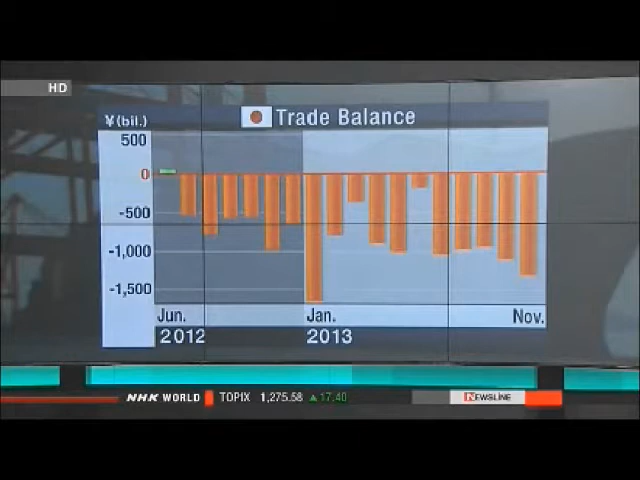 HD
¥(bil.)
Trade Balance
500
0
-500
-1,000
-1,500
Jun.
Jan.
Nov.
2012
2013
NHK WORLD
TOPIX 1,275.58 ▲17.40
NEWSLINE